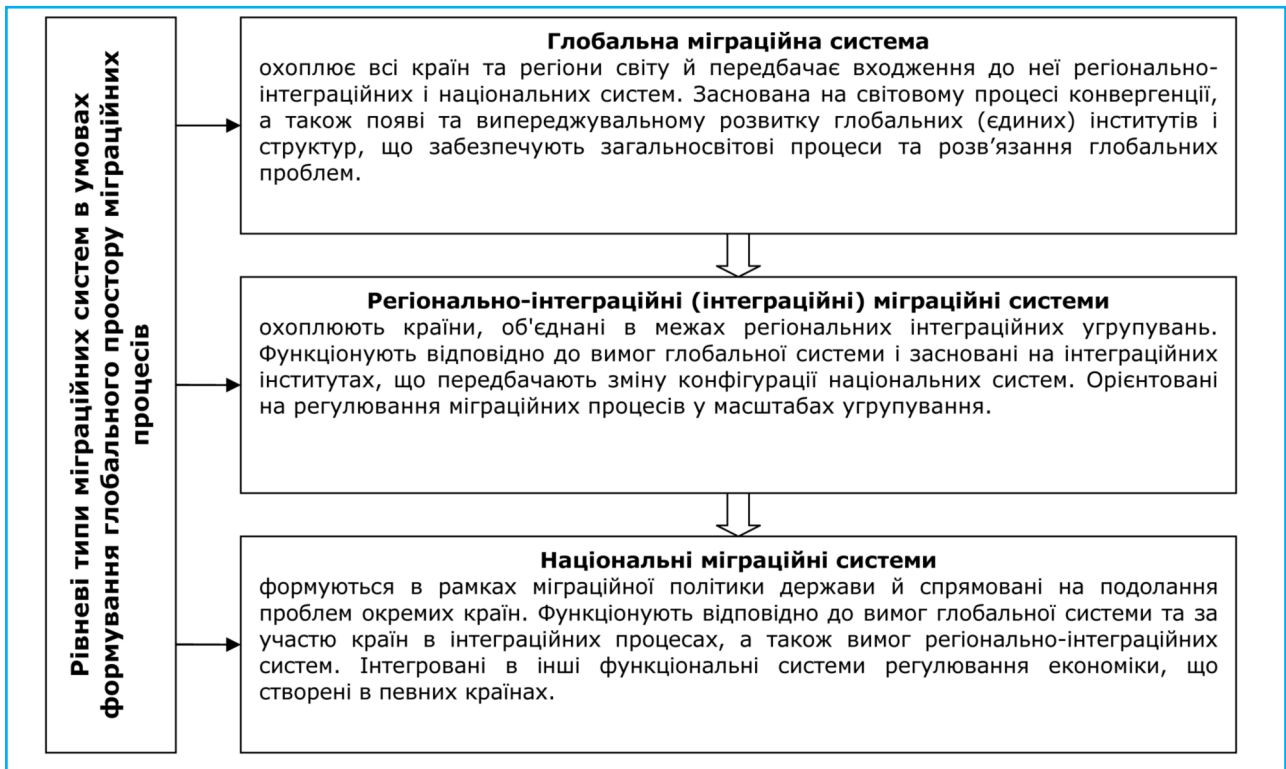 Рівневі типи міграційних систем в умовах
формування глобального простору міграційних
процесів
Глобальна міграційна система
охоплює всі країн та регіони світу й передбачає входження до неї регіонально-
інтеграційних і національних систем. Заснована на світовому процесі конвергенції,
а також появі та випереджувальному розвитку глобальних (єдиних) інститутів і
структур, що забезпечують загальносвітові процеси та розв’язання глобальних
проблем.
Регіонально-інтеграційні (інтеграційні) міграційні системи
охоплюють країни, об'єднані в межах регіональних інтеграційних угрупувань.
Функціонують відповідно до вимог глобальної системи і засновані на інтеграційних
інститутах, що передбачають зміну конфігурації національних систем. Орієнтовані
на регулювання міграційних процесів у масштабах угрупування.
Національні міграційні системи
формуються в рамках міграційної політики держави й спрямовані на подолання
проблем окремих країн. Функціонують відповідно до вимог глобальної системи та за
участю країн в інтеграційних процесах, а також вимог регіонально-інтеграційних
систем. Інтегровані в інші функціональні системи регулювання економіки, що
створені в певних країнах.